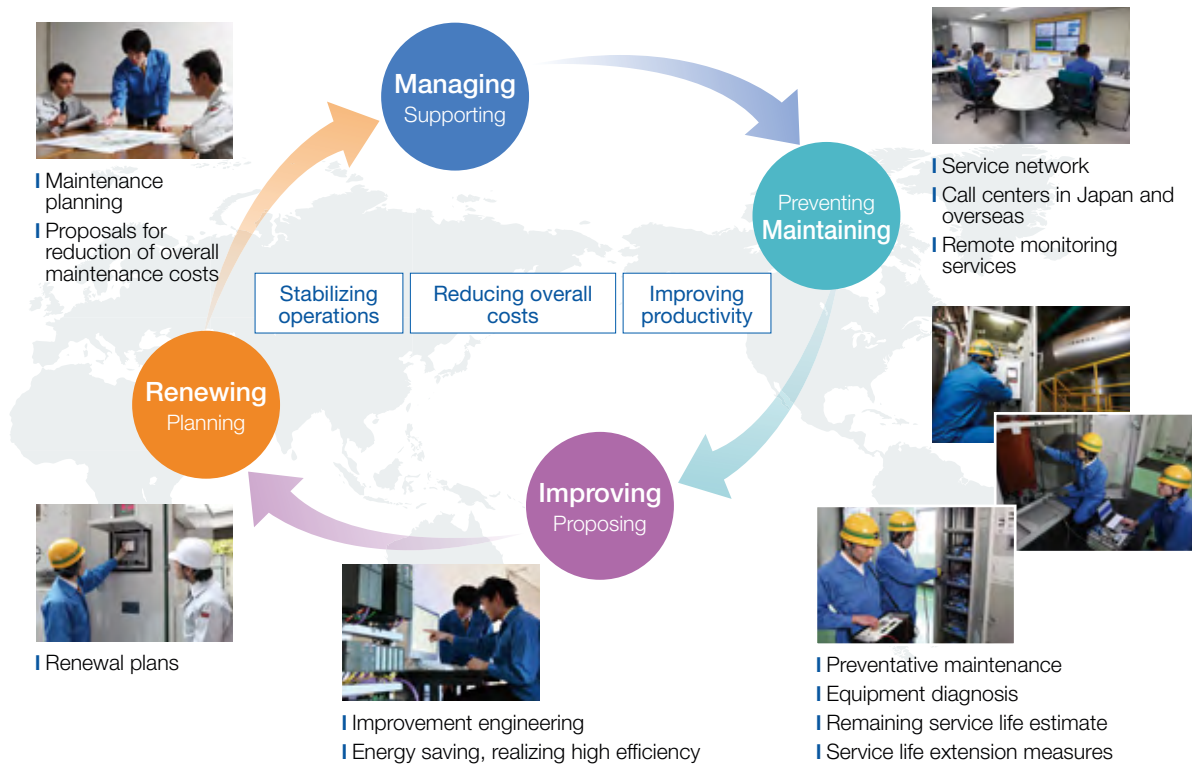 Managing
Supporting
Preventing
Maintaining
Improving
Proposing
Renewing
Planning
Stabilizing
operations
Reducing overall
costs
Improving
productivity
Maintenance
planning
Proposals for
reduction of overall
maintenance costs
Service network
Call centers in Japan and
overseas
Remote monitoring
services
Preventative maintenance
Equipment diagnosis
Remaining service life estimate
Service life extension measures
Improvement engineering
Energy saving, realizing high efficiency
Renewal plans